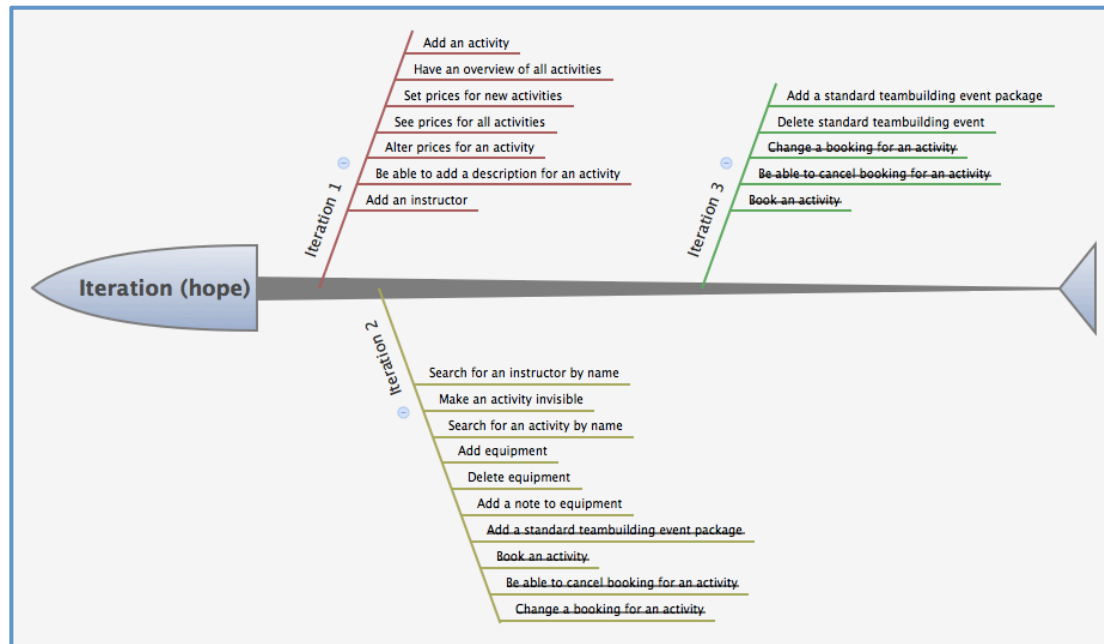 Add an activity
Have an overview of all activities
Set prices for new activities
See prices for all activities
Alter prices for an activity
Be able to add a description for an activity
Add an instructor
Iteration 1
Add a standard teambuilding event package
Delete standard teambuilding event
Change a booking for an activity
Be able to cancel booking for an activity
Book an activity
Iteration 3
Iteration (hope)
Iteration 2
Search for an instructor by name
Make an activity invisible
Search for an activity by name
Add equipment
Delete equipment
Add a note to equipment
Add a standard teambuilding event package
Book an activity
Be able to cancel booking for an activity
Change a booking for an activity